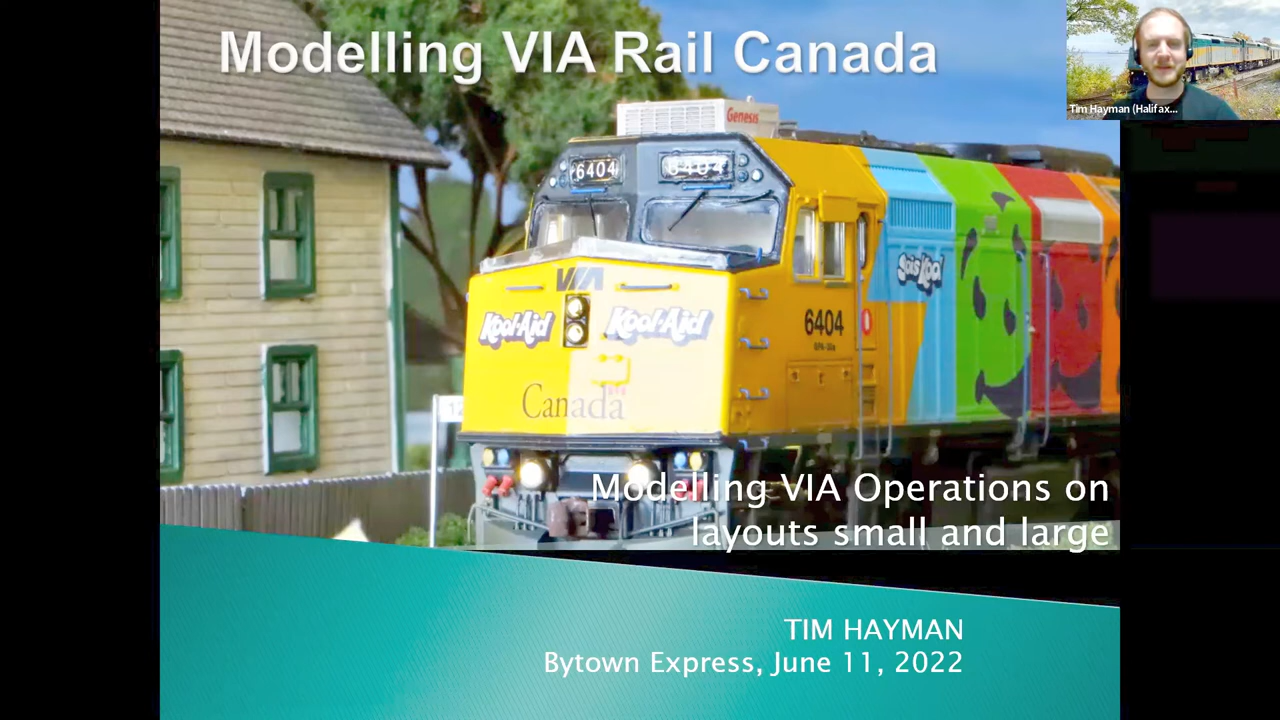 Modelling VIA Rail Canada
Tim Hayman (Halifax...
Genesis
6404
6404
VIA
Kool-Aid
Kool-Aid
6404
Canada
Modelling VIA Operations on
layouts small and large
TIM HAYMAN
Bytown Express, June 11, 2022